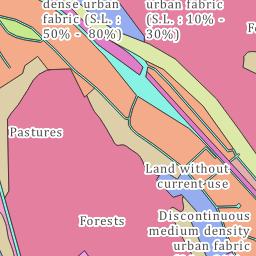 dense urban
fabric (S.L. :
50% - 80%)
urban fabric
(S.L. : 10% -
30%)
Pastures
Land without
current use
Forests
Discontinuous
medium density
urban fabric